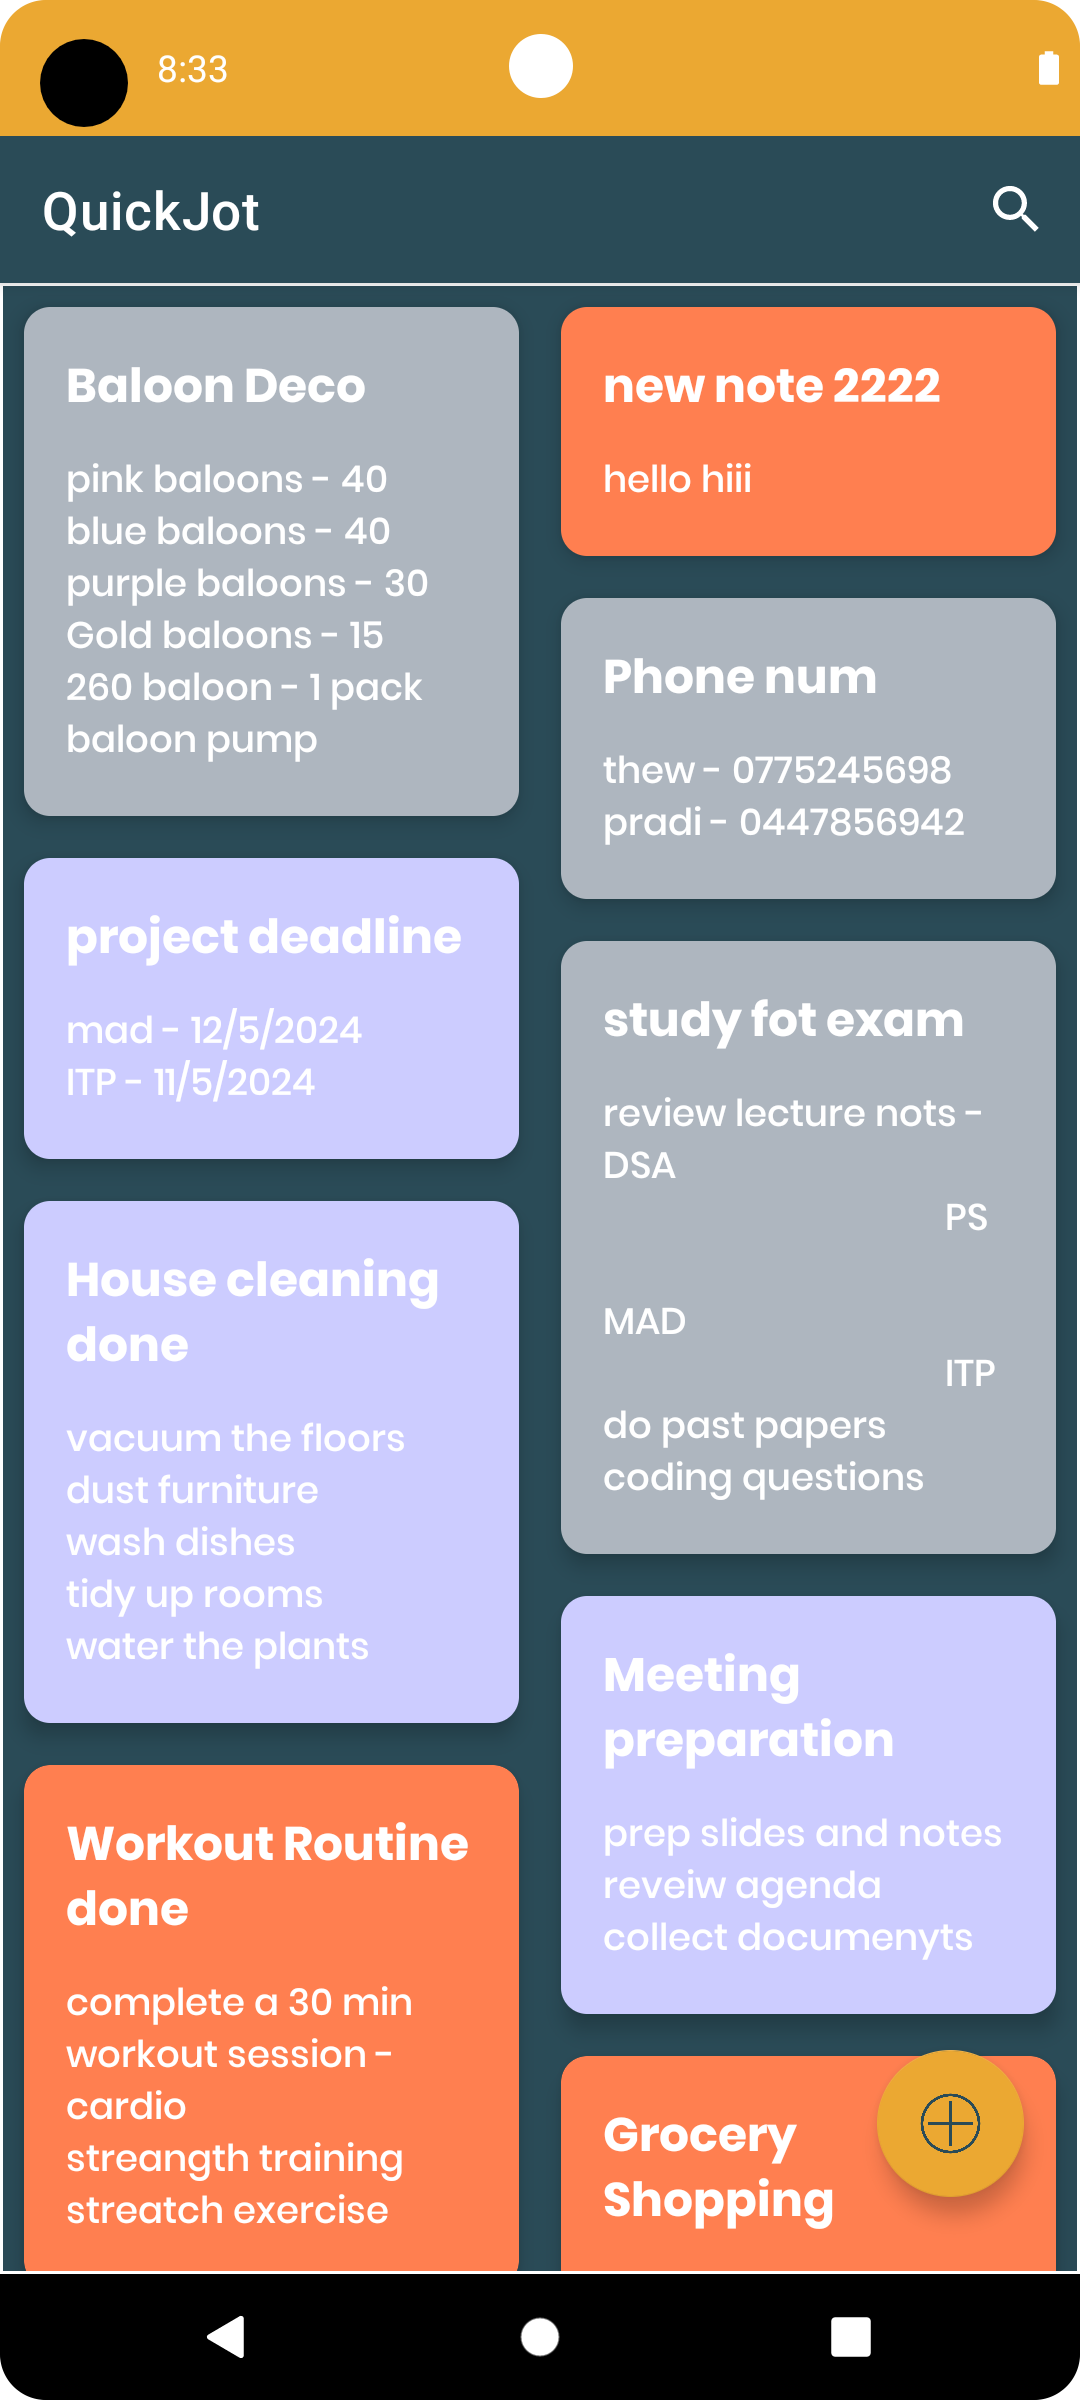 8:33
QuickJot
Baloon Deco
pink baloons - 40
blue baloons - 40
purple baloons - 30
Gold baloons - 15
260 baloon - 1 pack
baloon pump
new note 2222
hello hiii
Phone num
thew - 0775245698
pradi - 0447856942
project deadline
mad - 12/5/2024
ITP - 11/5/2024
study fot exam
review lecture nots -
DSA
PS
MAD
ITP
do past papers
coding questions
House cleaning
done
vacuum the floors
dust furniture
wash dishes
tidy up rooms
water the plants
Meeting
preparation
prep slides and notes
reveiw agenda
collect documenyts
Workout Routine
done
complete a 30 min
workout session -
cardio
streangth training
streatch exercise
Grocery
Shopping